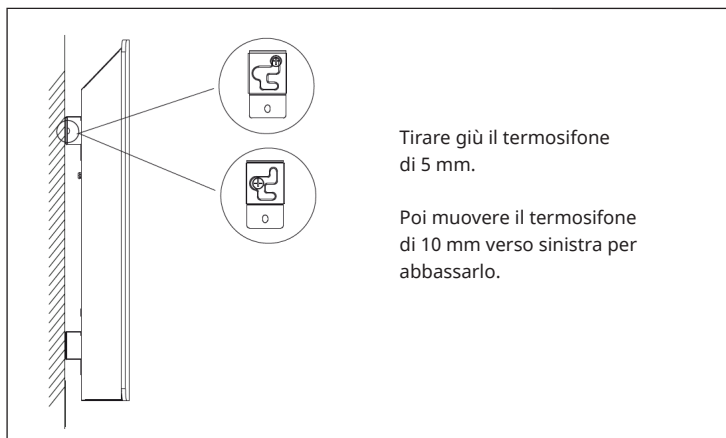 Tirare giù il termosifone
di 5 mm.
Poi muovere il termosifone
di 10 mm verso sinistra per
abbassarlo.